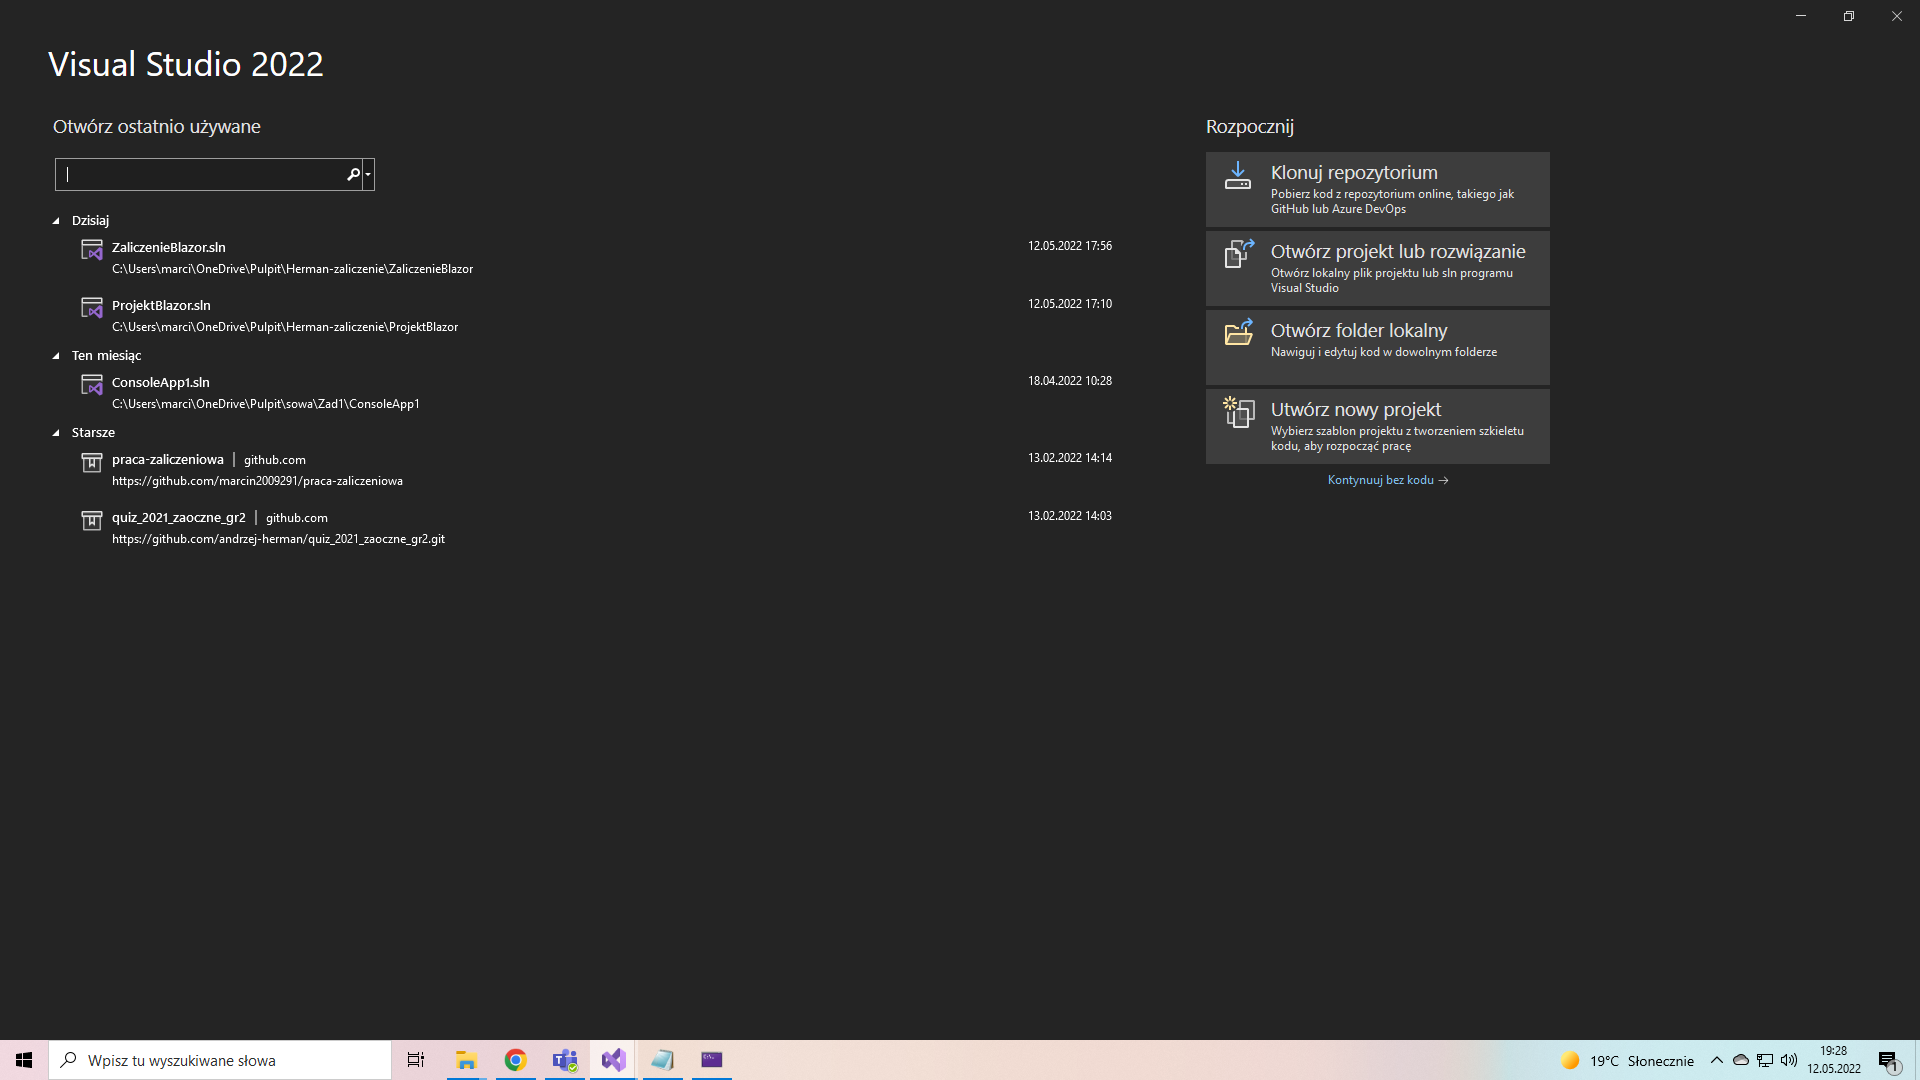 Visual Studio 2022
Otwórz ostatnio używane
Dzisiaj
ZaliczenieBlazor.sln 12.05.2022 17:56
C:\Users\marci\OneDrive\Pulpit\Herman-zaliczenie\ZaliczenieBlazor
ProjektBlazor.sln 12.05.2022 17:10
C:\Users\marci\OneDrive\Pulpit\Herman-zaliczenie\ProjektBlazor
Ten miesiąc
ConsoleApp1.sln 18.04.2022 10:28
C:\Users\marci\OneDrive\Pulpit\sowa\Zad1\ConsoleApp1
Starsze
praca-zaliczeniowa | github.com 13.02.2022 14:14
https://github.com/marcin2009291/praca-zaliczeniowa
quiz_2021_zaoczne_gr2 | github.com 13.02.2022 14:03
https://github.com/andrzej-herman/quiz_2021_zaoczne_gr2.git
Rozpocznij
Klonuj repozytorium
Pobierz kod z repozytorium online, takiego jak
GitHub lub Azure DevOps
Otwórz projekt lub rozwiązanie
Otwórz lokalny plik projektu lub sln programu
Visual Studio
Otwórz folder lokalny
Nawiguj i edytuj kod w dowolnym folderze
Utwórz nowy projekt
Wybierz szablon projektu z tworzeniem szkieletu
kodu, aby rozpocząć pracę
Kontynuuj bez kodu →
Wpisz tu wyszukiwane słowa
19°C Słonecznie
19:28
12.05.2022
1